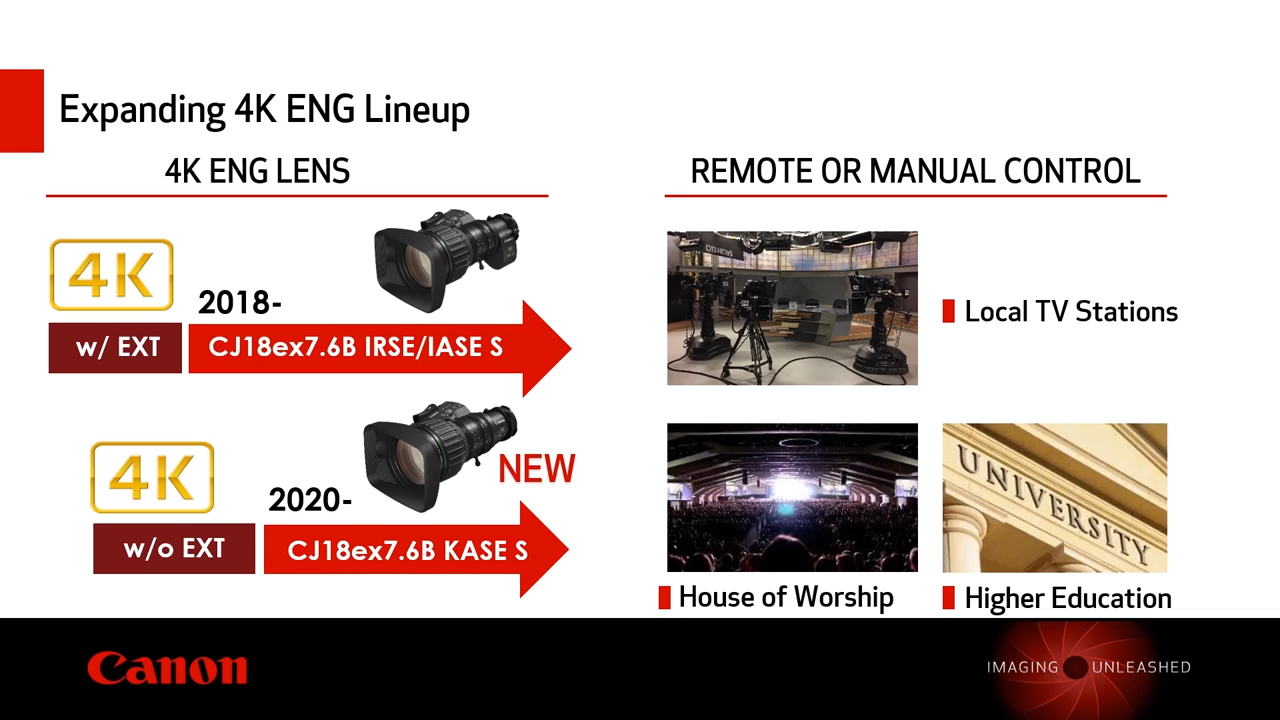 Expanding 4K ENG Lineup
4K ENG LENS
4K
2018-
w/ EXT
CJ18ex7.6B IRSE/IASE S
4K
NEW
2020-
w/o EXT
CJ18ex7.6B KASE S
REMOTE OR MANUAL CONTROL
Local TV Stations
UNIVERSITY
House of Worship
Higher Education
Canon
IMAGING UNLEASHED